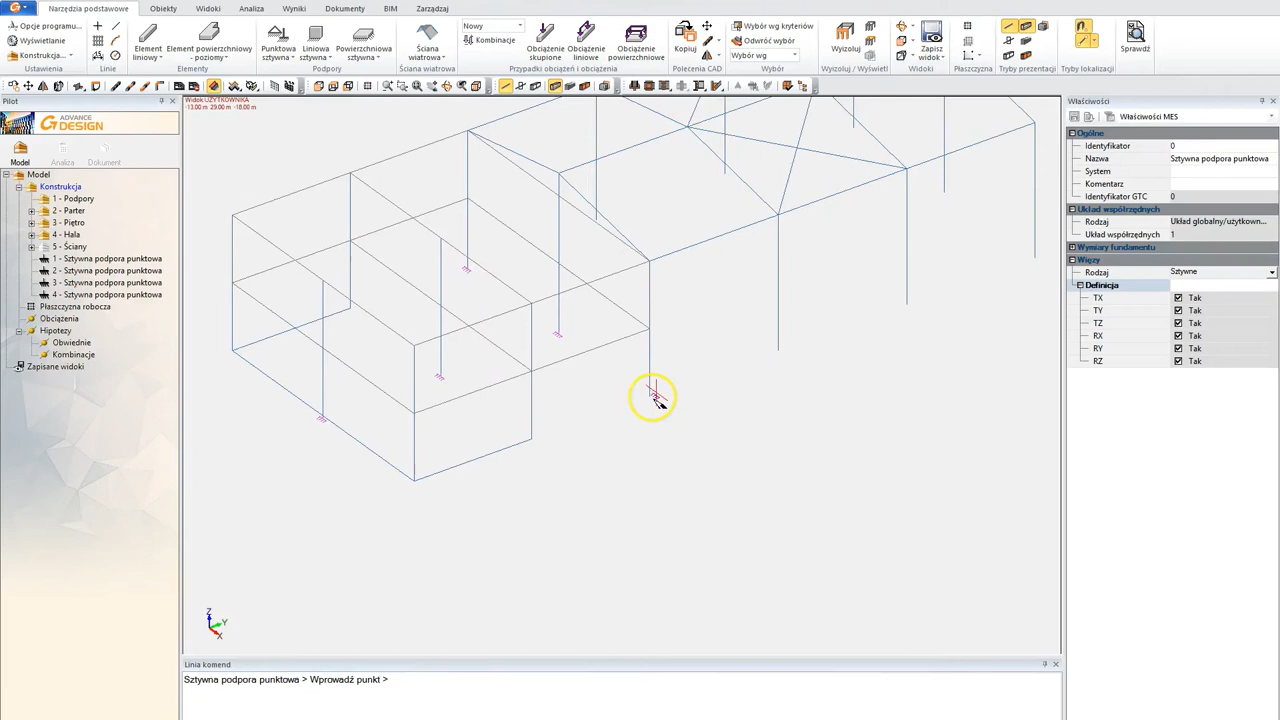 Narzędzia podstawowe
Obiekty
Widoki
Analiza
Wyniki
Dokumenty
BIM
Zarządzaj
Opcje programu...
Wyświetlanie
Konstrukcja...
Ustawienia
Linie
Element liniowy
Element powierzchniowy - poziomy
Elementy
Punktowa sztywna
Liniowa sztywna
Powierzchniowa sztywna
Podpory
Ściana wiatrowa
Nowy
Kombinacje
Obciążenie skupione
Obciążenie liniowe
Obciążenie powierzchniowe
Przypadki obciążeń i obciążenia
Kopiuj
Polecenia CAD
Wybór wg kryteriów
Odwróć wybór
Wybór wg
Wybór
Wyizoluj
Wyizoluj / Wyświetl
Zapisz widok
Widoki
Płaszczyzna
Tryby prezentacji
Tryby lokalizacji
Sprawdź
Pilot
ADVANCE
DESIGN
Model
Analiza
Dokument
Model
Konstrukcja
1 - Podpory
2 - Parter
3 - Piętro
4 - Hala
5 - Ściany
1 - Sztywna podpora punktowa
2 - Sztywna podpora punktowa
3 - Sztywna podpora punktowa
4 - Sztywna podpora punktowa
Płaszczyzna robocza
Obciążenia
Hipotezy
Obwiednie
Kombinacje
Zapisane widoki
Widok UŻYTKOWNIKA
-13.00 m 29.00 m -18.00 m
Z
Y
X
Linia komend
Sztywna podpora punktowa > Wprowadź punkt >
Właściwości
Właściwości MES
Ogólne
Identyfikator 0
Nazwa Sztywna podpora punktowa
System
Komentarz
Identyfikator GTC 0
Układ współrzędnych
Rodzaj Układ globalny/użytkown...
Układ współrzędnych 1
Wymiary fundamentu
Więzy
Rodzaj Sztywne
Definicja
TX Tak
TY Tak
TZ Tak
RX Tak
RY Tak
RZ Tak